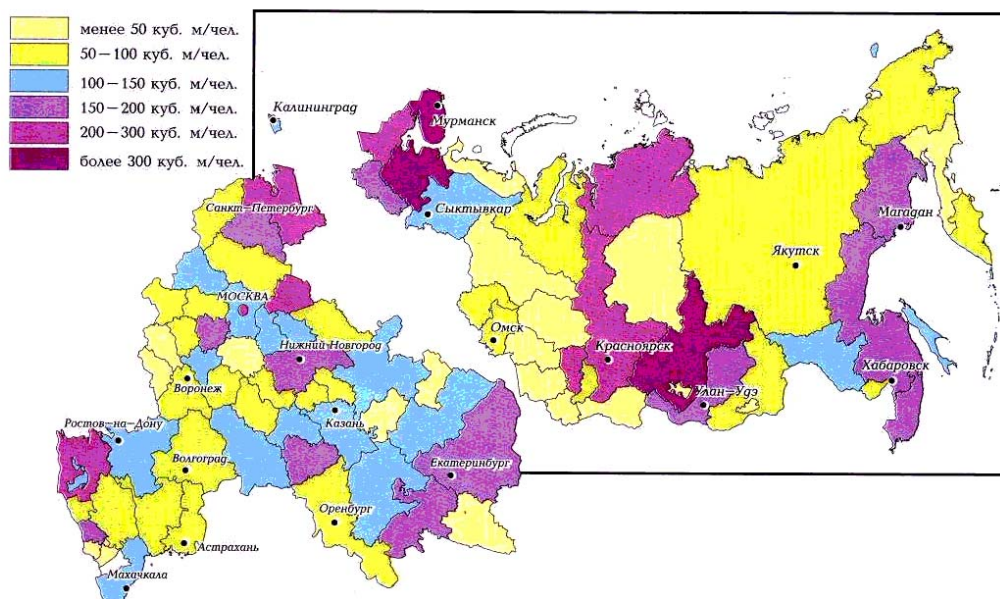 менее 50 куб. м/чел.
50—100 куб. м/чел.
100—150 куб. м/чел.
150—200 куб. м/чел.
200—300 куб. м/чел.
более 300 куб. м/чел.
Калининград
Мурманск
Санкт-Петербург
Сыктывкар
Магадан
Якутск
МОСКВА
Омск
Нижний Новгород
Красноярск
Хабаровск
Воронеж
Улан-Удэ
Казань
Ростов-на-Дону
Волгоград
Екатеринбург
Оренбург
Астрахань
Махачкала